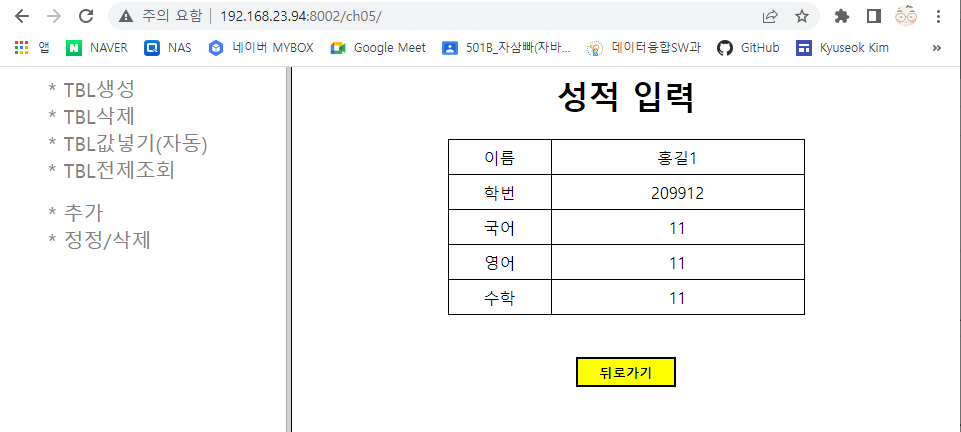 주의 요함 192.168.23.94:8002/ch05/
앱 NAVER NAS 네이버 MYBOX Google Meet 501B_자삼빠(자바... 데이터융합SW과 GitHub Kyuseok Kim »
* TBL생성
* TBL삭제
* TBL값넣기(자동)
* TBL전제조회
* 추가
* 정정/삭제
성적 입력
이름 홍길1
학번 209912
국어 11
영어 11
수학 11
뒤로가기